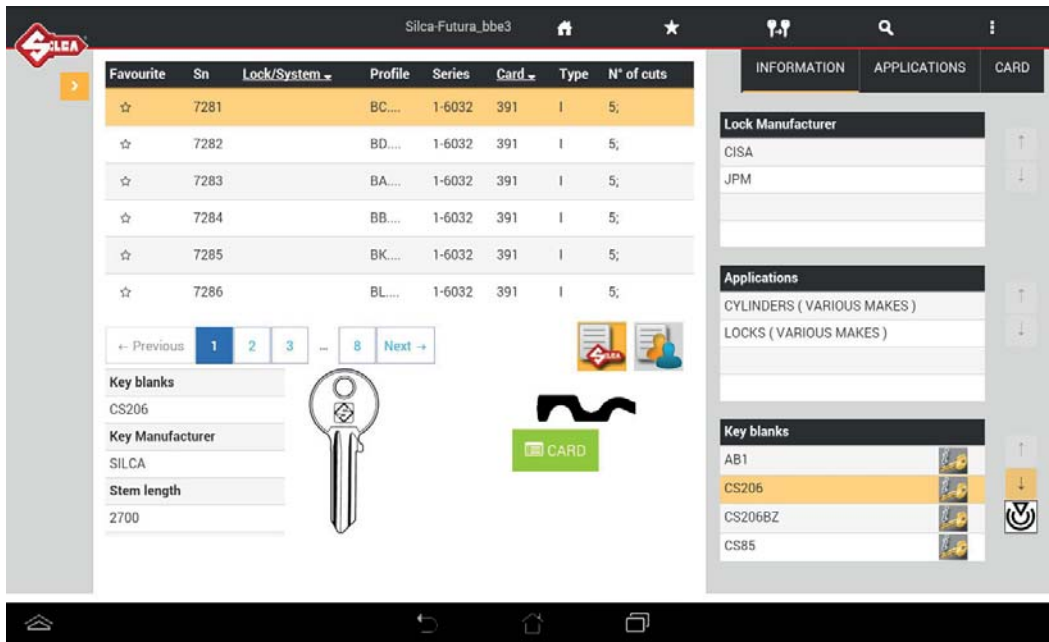 SILCA
Silca-Futura_bbe3
INFORMATION APPLICATIONS CARD
Favourite Sn Lock/System Profile Series Card Type N° of cuts
7281 BC.... 1-6032 391 I 5;
7282 BD.... 1-6032 391 I 5;
7283 BA.... 1-6032 391 I 5;
7284 BB.... 1-6032 391 I 5;
7285 BK.... 1-6032 391 I 5;
7286 BL.... 1-6032 391 I 5;
← Previous 1 2 3 ... 8 Next →
SILCA
Key blanks
CS206
Key Manufacturer
SILCA
Stem length
2700
CARD
Lock Manufacturer
CISA
JPM
Applications
CYLINDERS ( VARIOUS MAKES )
LOCKS ( VARIOUS MAKES )
Key blanks
AB1
CS206
CS206BZ
CS85